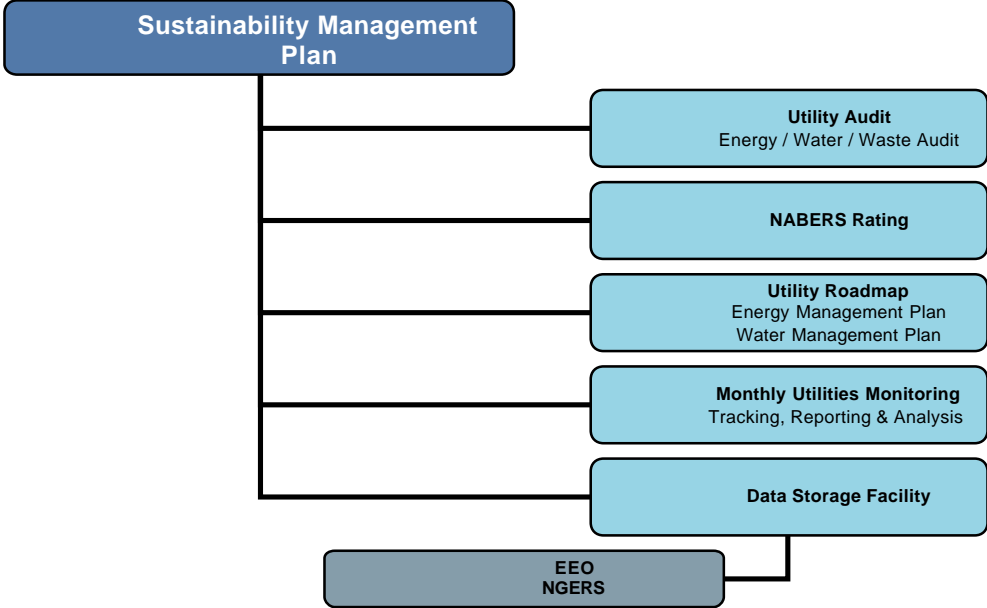 Sustainability Management
Plan
Utility Audit
Energy / Water / Waste Audit
NABERS Rating
Utility Roadmap
Energy Management Plan
Water Management Plan
Monthly Utilities Monitoring
Tracking, Reporting & Analysis
Data Storage Facility
EEO
NGERS